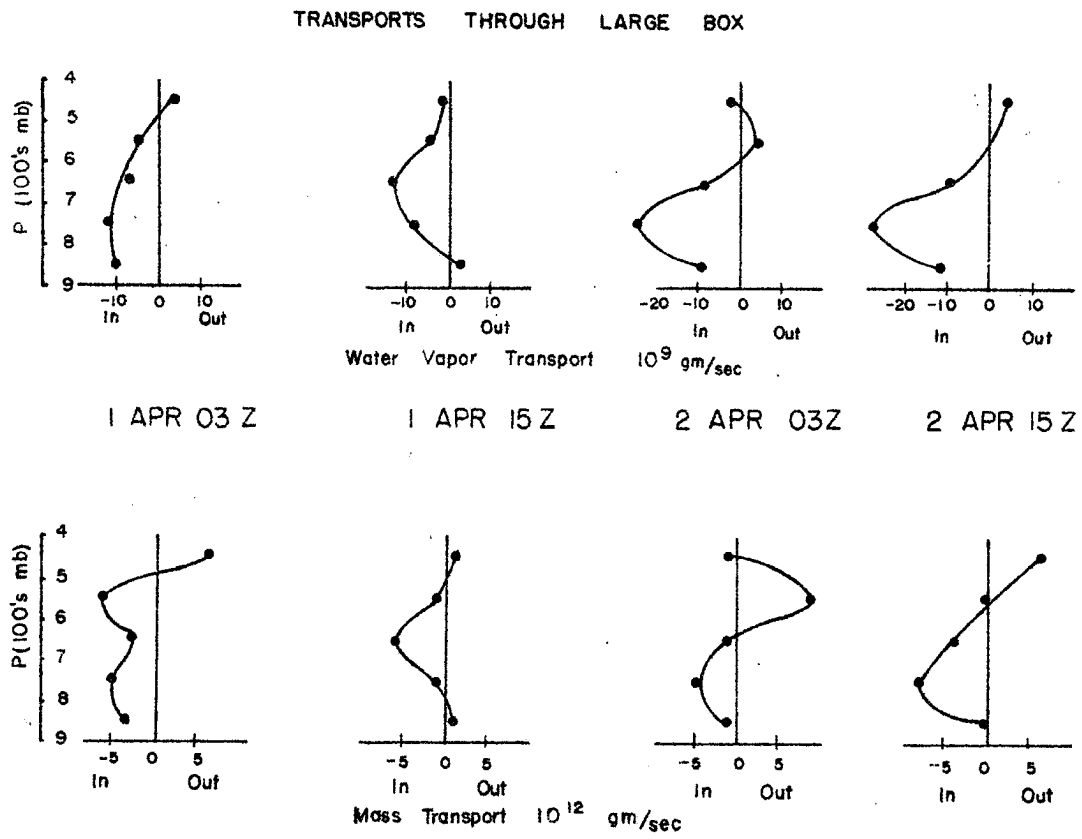 TRANSPORTS THROUGH LARGE BOX
P (100's mb)
4
5
6
7
8
9
-10 0 10
In Out
-10 0 10
In Out
-20 -10 0 10
In Out
-20 -10 0 10
In Out
Water Vapor Transport 10⁹ gm/sec
1 APR 03 Z
1 APR 15 Z
2 APR 03Z
2 APR 15 Z
P(100's mb)
4
5
6
7
8
9
-5 0 5
In Out
-5 0 5
In Out
-5 0 5
In Out
-5 0 5
In Out
Mass Transport 10¹² gm/sec